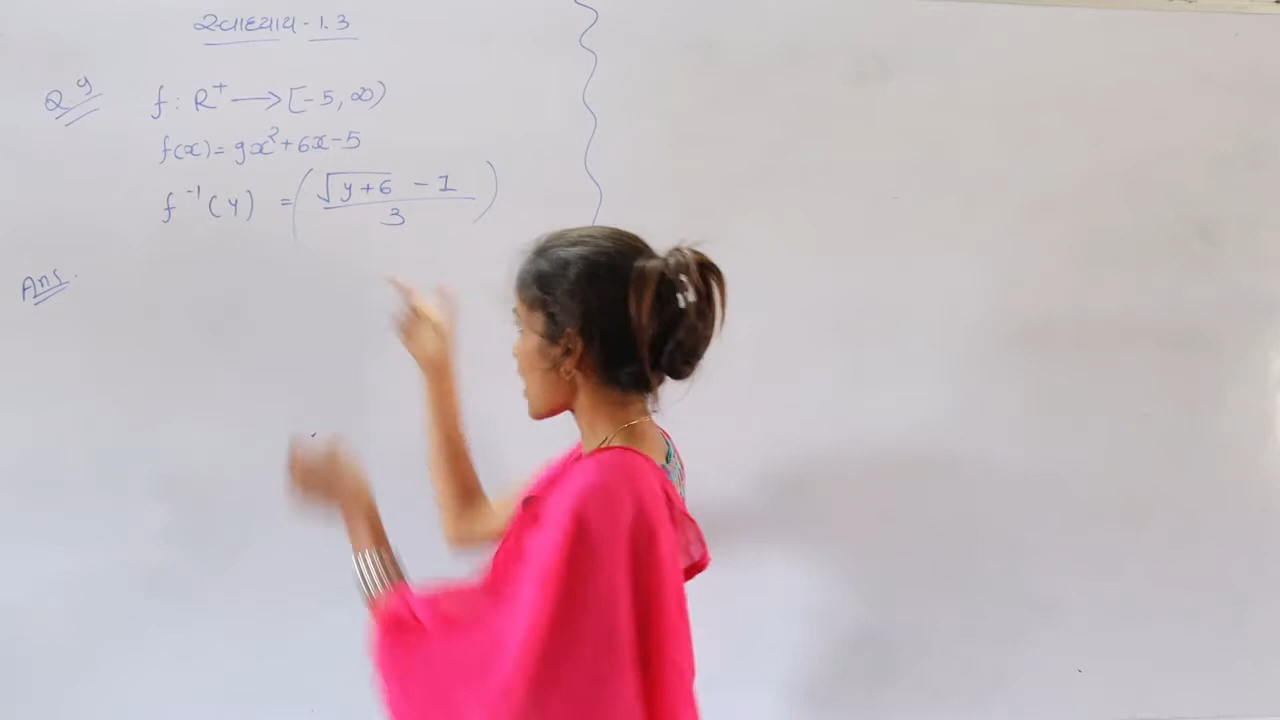 સ્વાધ્યાય - 1.3
Q 9 f : R⁺ → [-5, ∞)
f(x) = 9x² + 6x - 5
f⁻¹(y) = ((√(y+6) - 1)/3)
Ans.